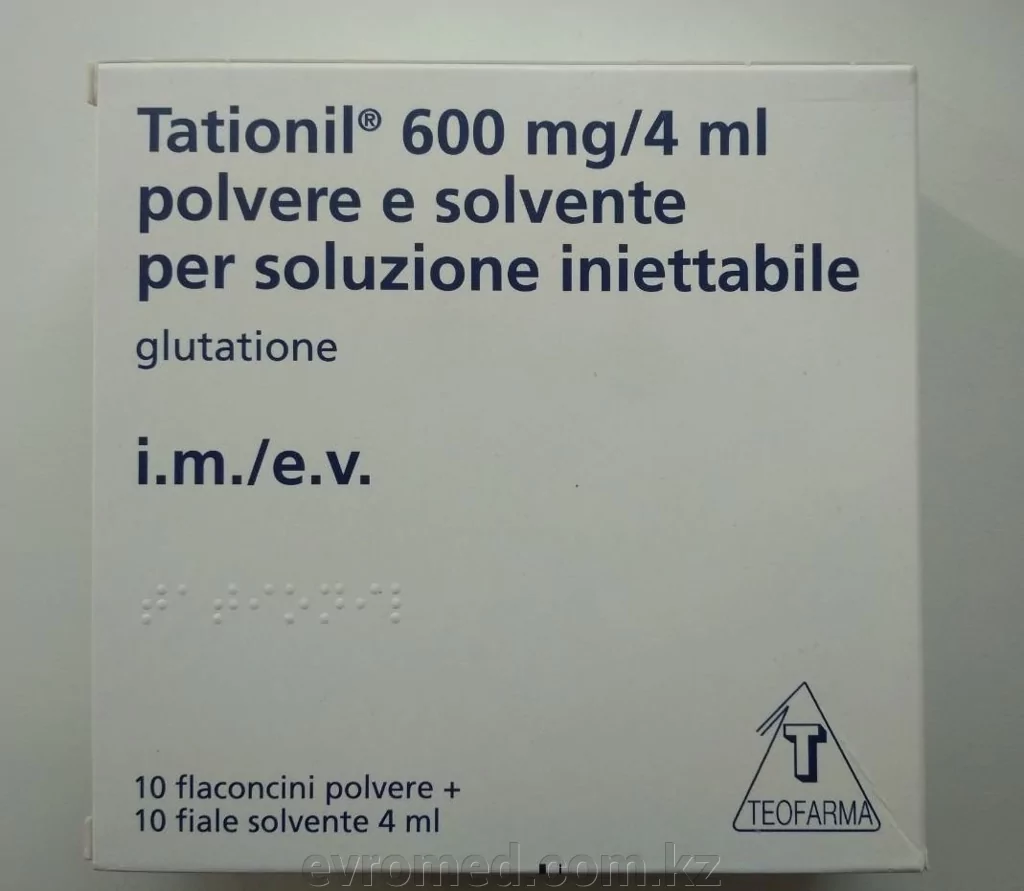 Tationil® 600 mg/4 ml
polvere e solvente
per soluzione iniettabile
glutatione
i.m./e.v.
10 flaconcini polvere +
10 fiale solvente 4 ml
T
TEOFARMA
evromed.com.kz